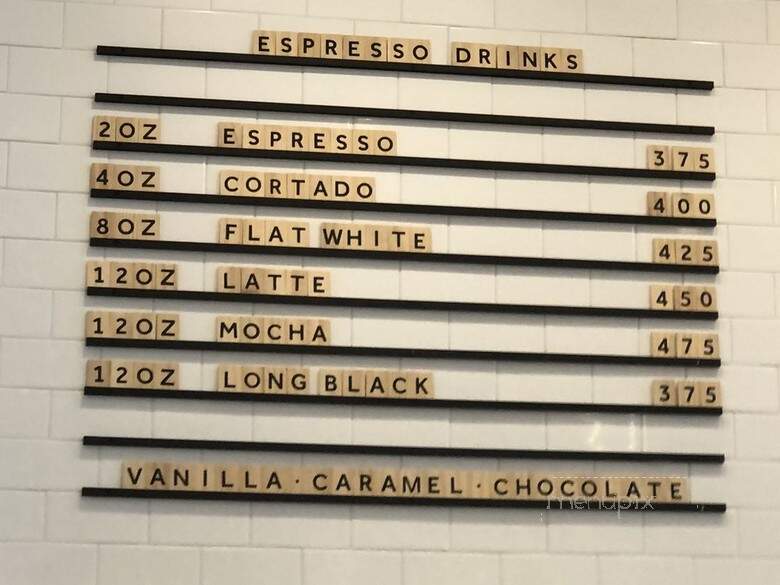 ESPRESSO DRINKS
2OZ ESPRESSO 375
4OZ CORTADO 400
8OZ FLAT WHITE 425
12OZ LATTE 450
12OZ MOCHA 475
12OZ LONG BLACK 375
VANILLA · CARAMEL · CHOCOLATE
menupix